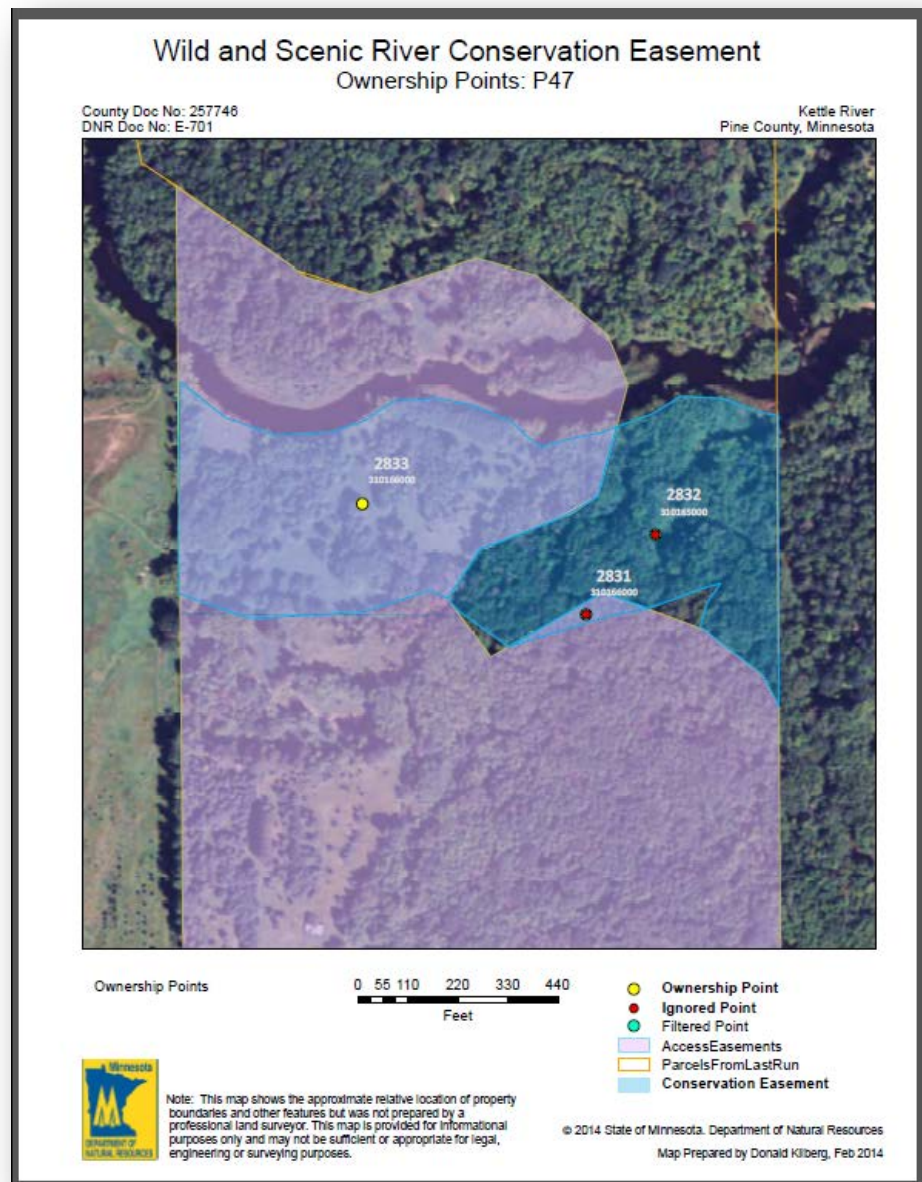 Wild and Scenic River Conservation Easement
Ownership Points: P47
County Doc No: 257746
DNR Doc No: E-701
Kettle River
Pine County, Minnesota
2833
310166000
2832
310165000
2831
310166000
Ownership Points
0 55 110 220 330 440
Feet
Ownership Point
Ignored Point
Filtered Point
AccessEasements
ParcelsFromLastRun
Conservation Easement
Minnesota
DEPARTMENT OF
NATURAL RESOURCES
Note: This map shows the approximate relative location of property
boundaries and other features but was not prepared by a
professional land surveyor. This map is provided for informational
purposes only and may not be sufficient or appropriate for legal,
engineering or surveying purposes.
© 2014 State of Minnesota. Department of Natural Resources
Map Prepared by Donald Kilberg, Feb 2014